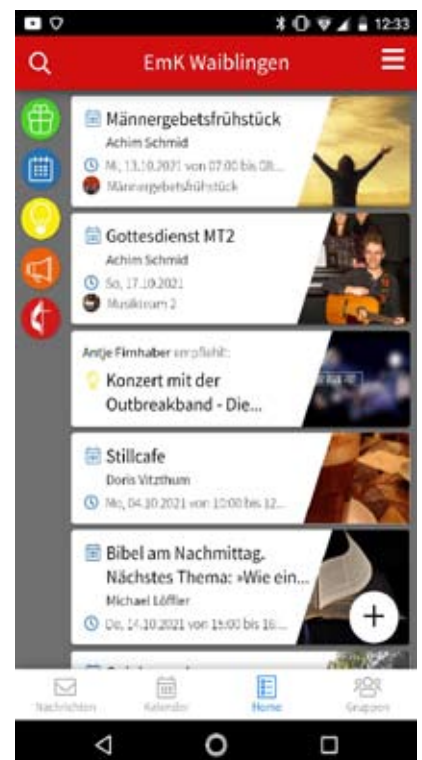 12:33
EmK Waiblingen
Männergebetsfrühstück
Achim Schmid
Mi, 13.10.2021 von 07:00 bis 08:...
Männergebetsfrühstück
Gottesdienst MT2
Achim Schmid
So, 17.10.2021
Musikteam 2
Antje Firnhaber empfiehlt:
Konzert mit der
Outbreakband - Die...
Stillcafe
Doris Vitzthum
Mo, 04.10.2021 von 10:00 bis 12...
Bibel am Nachmittag.
Nächstes Thema: »Wie ein...
Michael Löffler
Do, 14.10.2021 von 15:00 bis 16:...
Nachrichten
Kalender
Home
Gruppen